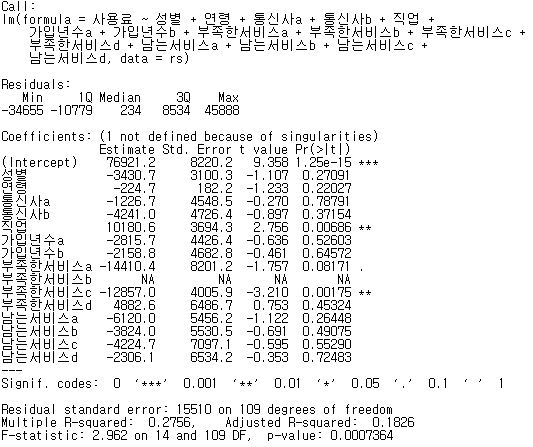 Call:
lm(formula = 사용료 ~ 성별 + 연령 + 통신사a + 통신사b + 직업 +
가입년수a + 가입년수b + 부족한서비스a + 부족한서비스b + 부족한서비스c +
부족한서비스d + 남는서비스a + 남는서비스b + 남는서비스c +
남는서비스d, data = rs)
Residuals:
Min 1Q Median 3Q Max
-34655 -10779 234 8534 45888
Coefficients: (1 not defined because of singularities)
Estimate Std. Error t value Pr(>|t|)
(Intercept) 76921.2 8220.2 9.358 1.25e-15 ***
성별 -3430.7 3100.3 -1.107 0.27091
연령 -224.7 182.2 -1.233 0.22027
통신사a -1226.7 4548.5 -0.270 0.78791
통신사b -4241.0 4726.4 -0.897 0.37154
직업 10180.6 3694.3 2.756 0.00686 **
가입년수a -2815.7 4426.4 -0.636 0.52603
가입년수b -2158.8 4682.8 -0.461 0.64572
부족한서비스a -14410.4 8201.2 -1.757 0.08171 .
부족한서비스b NA NA NA NA
부족한서비스c -12857.0 4005.9 -3.210 0.00175 **
부족한서비스d 4882.6 6486.7 0.753 0.45324
남는서비스a -6120.0 5456.2 -1.122 0.26448
남는서비스b -3824.0 5530.5 -0.691 0.49075
남는서비스c -4224.7 7097.1 -0.595 0.55290
남는서비스d -2306.1 6534.2 -0.353 0.72483
---
Signif. codes: 0 ‘***’ 0.001 ‘**’ 0.01 ‘*’ 0.05 ‘.’ 0.1 ‘ ’ 1
Residual standard error: 15510 on 109 degrees of freedom
Multiple R-squared: 0.2756, Adjusted R-squared: 0.1826
F-statistic: 2.962 on 14 and 109 DF, p-value: 0.0007364